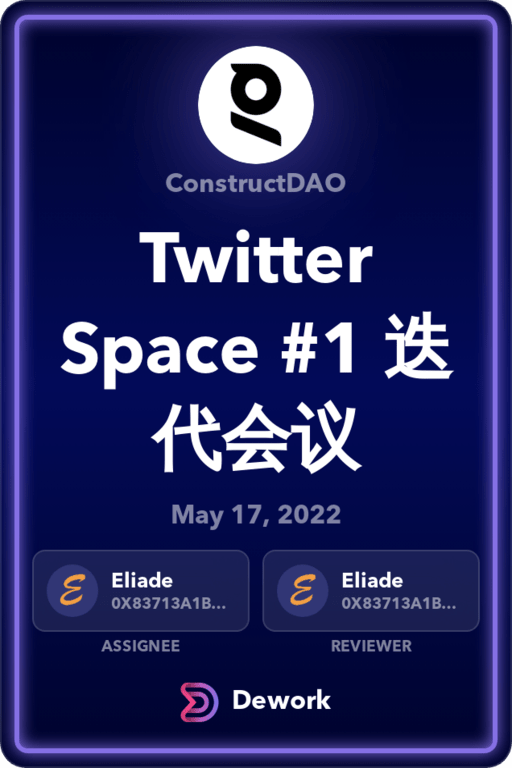 ConstructDAO
Twitter
Space #1 迭
代会议
May 17, 2022
Eliade
0X83713A1B...
ASSIGNEE
Eliade
0X83713A1B...
REVIEWER
Dework